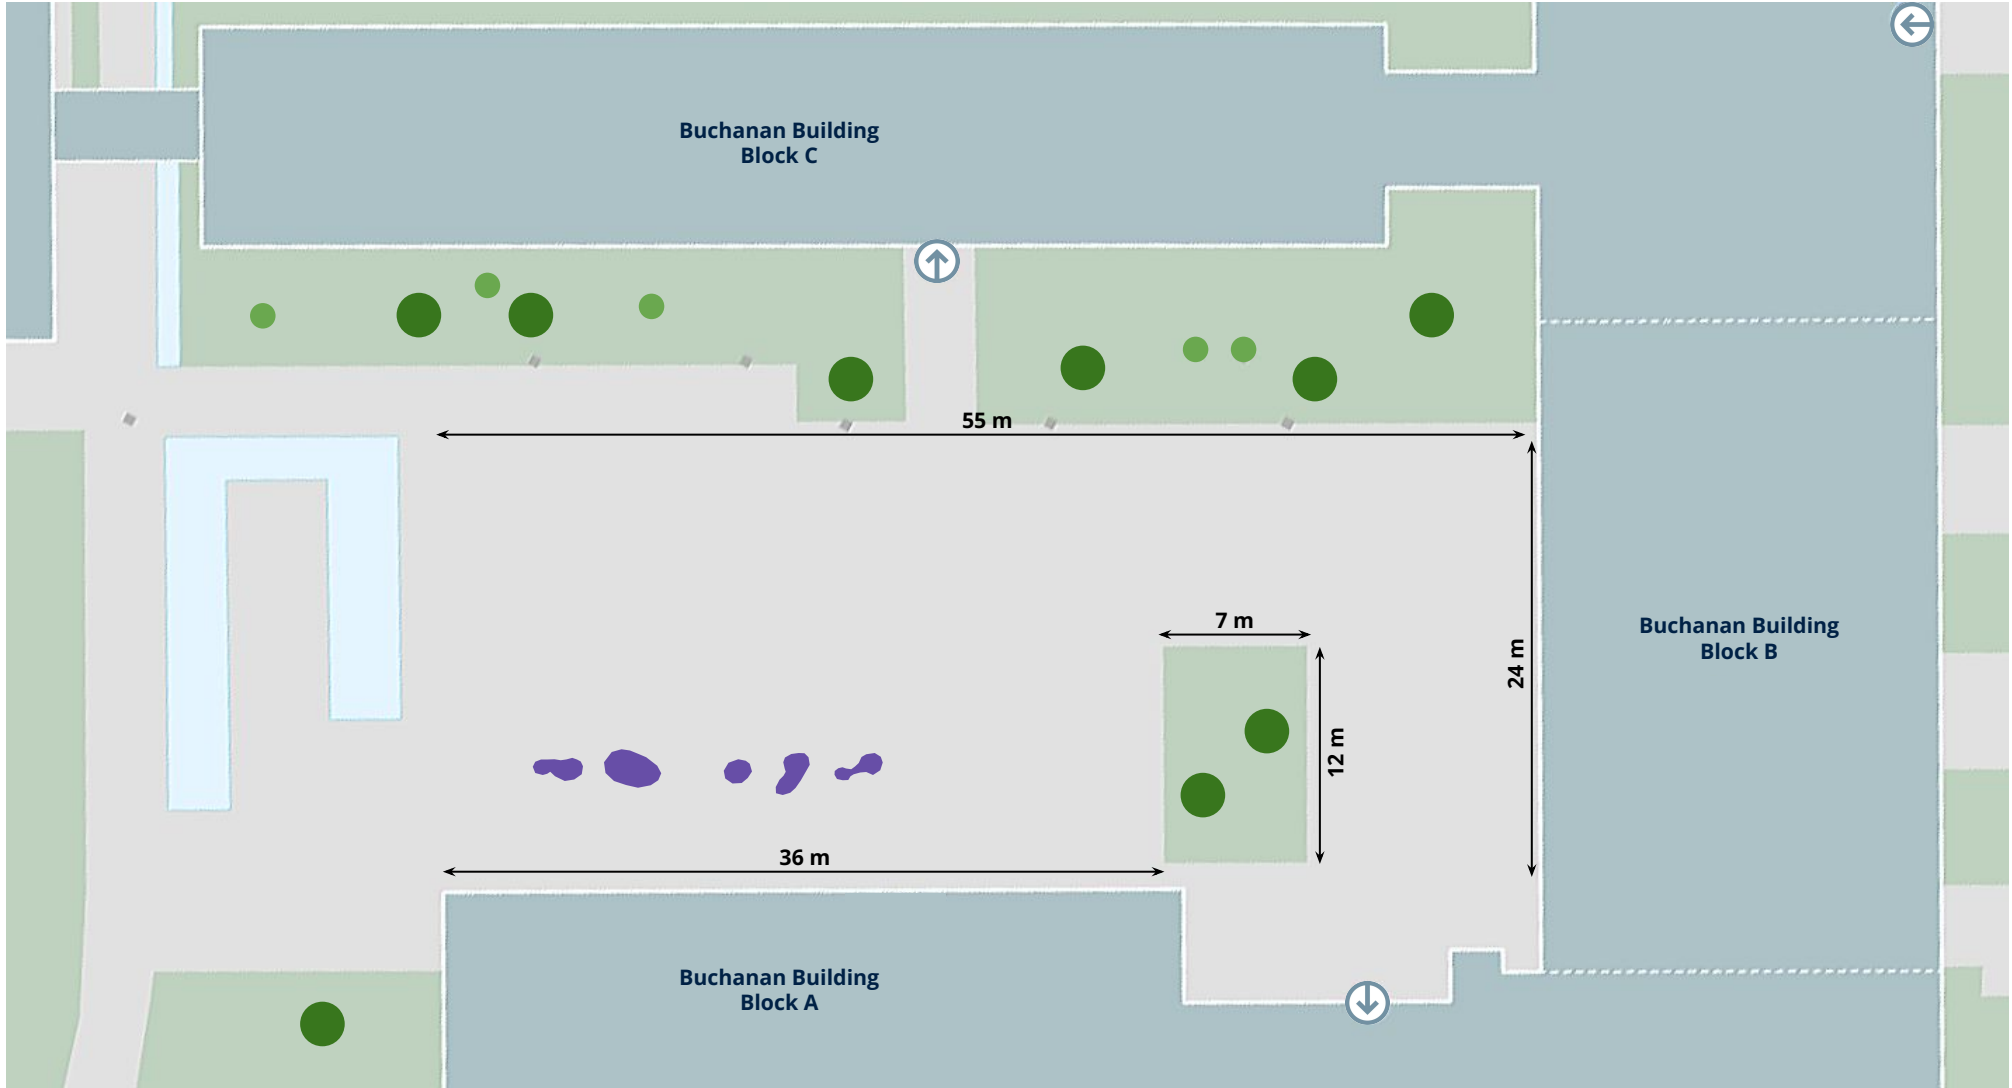 Buchanan Building
Block C
55 m
7 m
24 m
Buchanan Building
Block B
12 m
36 m
Buchanan Building
Block A